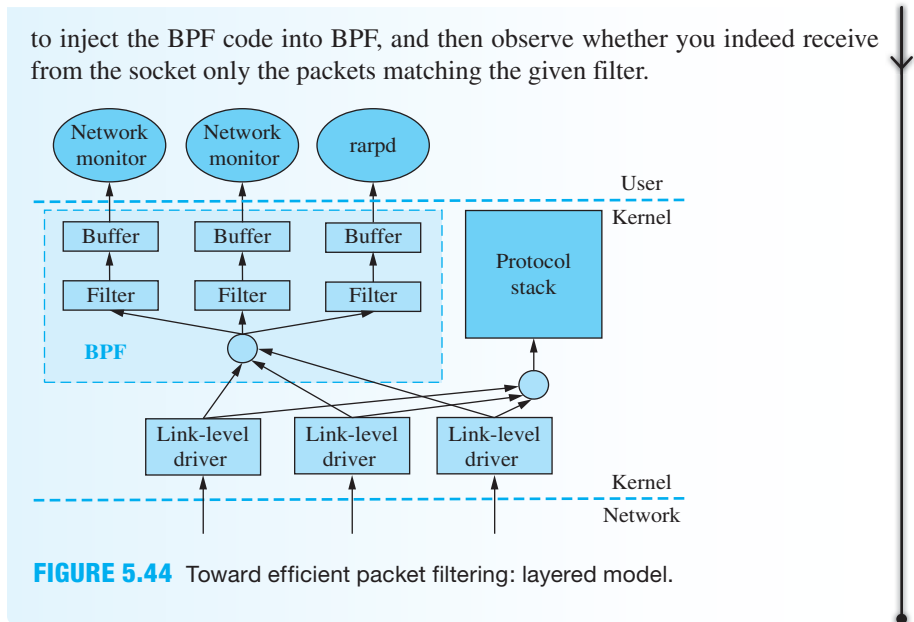 to inject the BPF code into BPF, and then observe whether you indeed receive
from the socket only the packets matching the given filter.
Network
monitor
Network
monitor
rarpd
User
Kernel
Buffer
Buffer
Buffer
Protocol
stack
Filter
Filter
Filter
BPF
Link-level
driver
Link-level
driver
Link-level
driver
Kernel
Network
FIGURE 5.44 Toward efficient packet filtering: layered model.